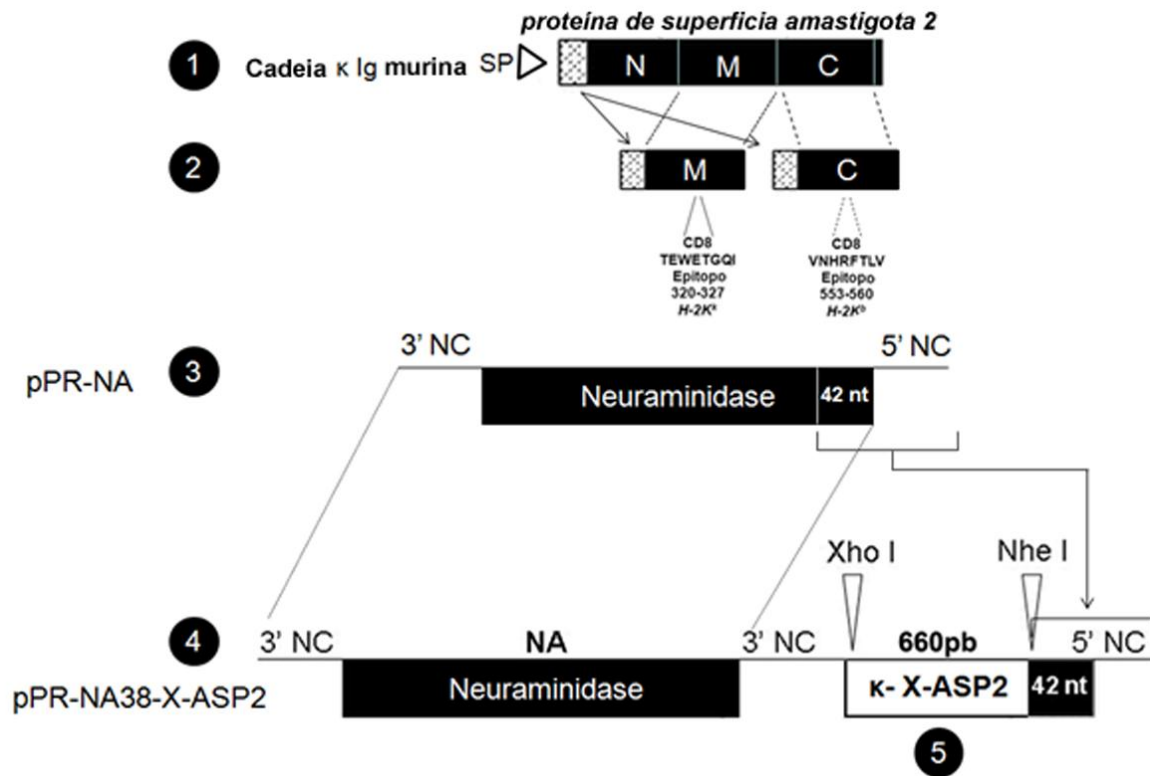 proteína de superficia amastigota 2
1
Cadeia κ Ig murina
SP
N
M
C
2
M
C
CD8
TEWETGQI
Epitopo
320-327
H-2Kᵏ
CD8
VNHRFTLV
Epitopo
553-560
H-2Kᵇ
3' NC
5' NC
pPR-NA
3
Neuraminidase
42 nt
Xho I
Nhe I
4
3' NC
NA
3' NC
660pb
5' NC
pPR-NA38-X-ASP2
Neuraminidase
κ- X-ASP2
42 nt
5